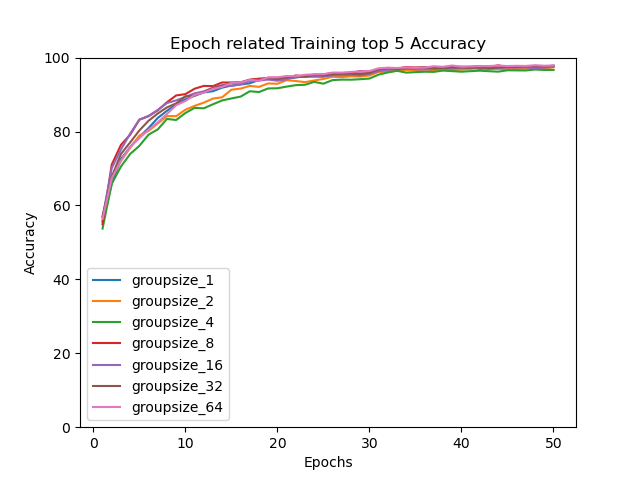 Epoch related Training top 5 Accuracy
100
80
60
40
20
0
Accuracy
groupsize_1
groupsize_2
groupsize_4
groupsize_8
groupsize_16
groupsize_32
groupsize_64
0 10 20 30 40 50
Epochs